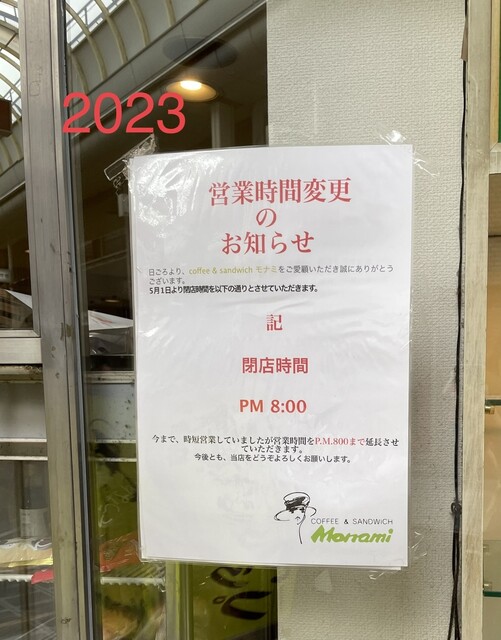 2023
営業時間変更
の
お知らせ
日ごろより、coffee & sandwich モナミをご愛顧いただき誠にありがとう
ございます。
5月1日より閉店時間を以下の通りとさせていただきます。
記
閉店時間
PM 8:00
今まで、時短営業していましたが営業時間をP.M.800まで延長させ
ていただきます。
今後とも、当店をどうぞよろしくお願いします。
COFFEE & SANDWICH
Monami